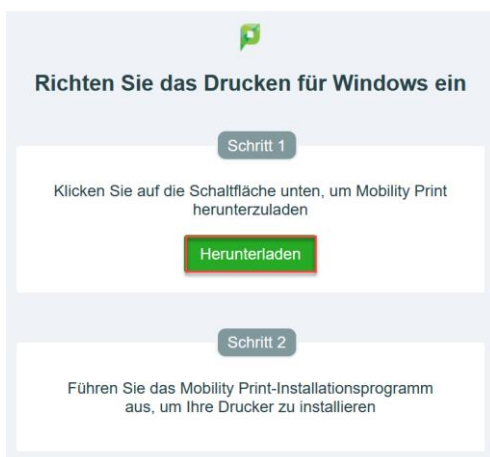 Richten Sie das Drucken für Windows ein
Schritt 1
Klicken Sie auf die Schaltfläche unten, um Mobility Print
herunterzuladen
Herunterladen
Schritt 2
Führen Sie das Mobility Print-Installationsprogramm
aus, um Ihre Drucker zu installieren